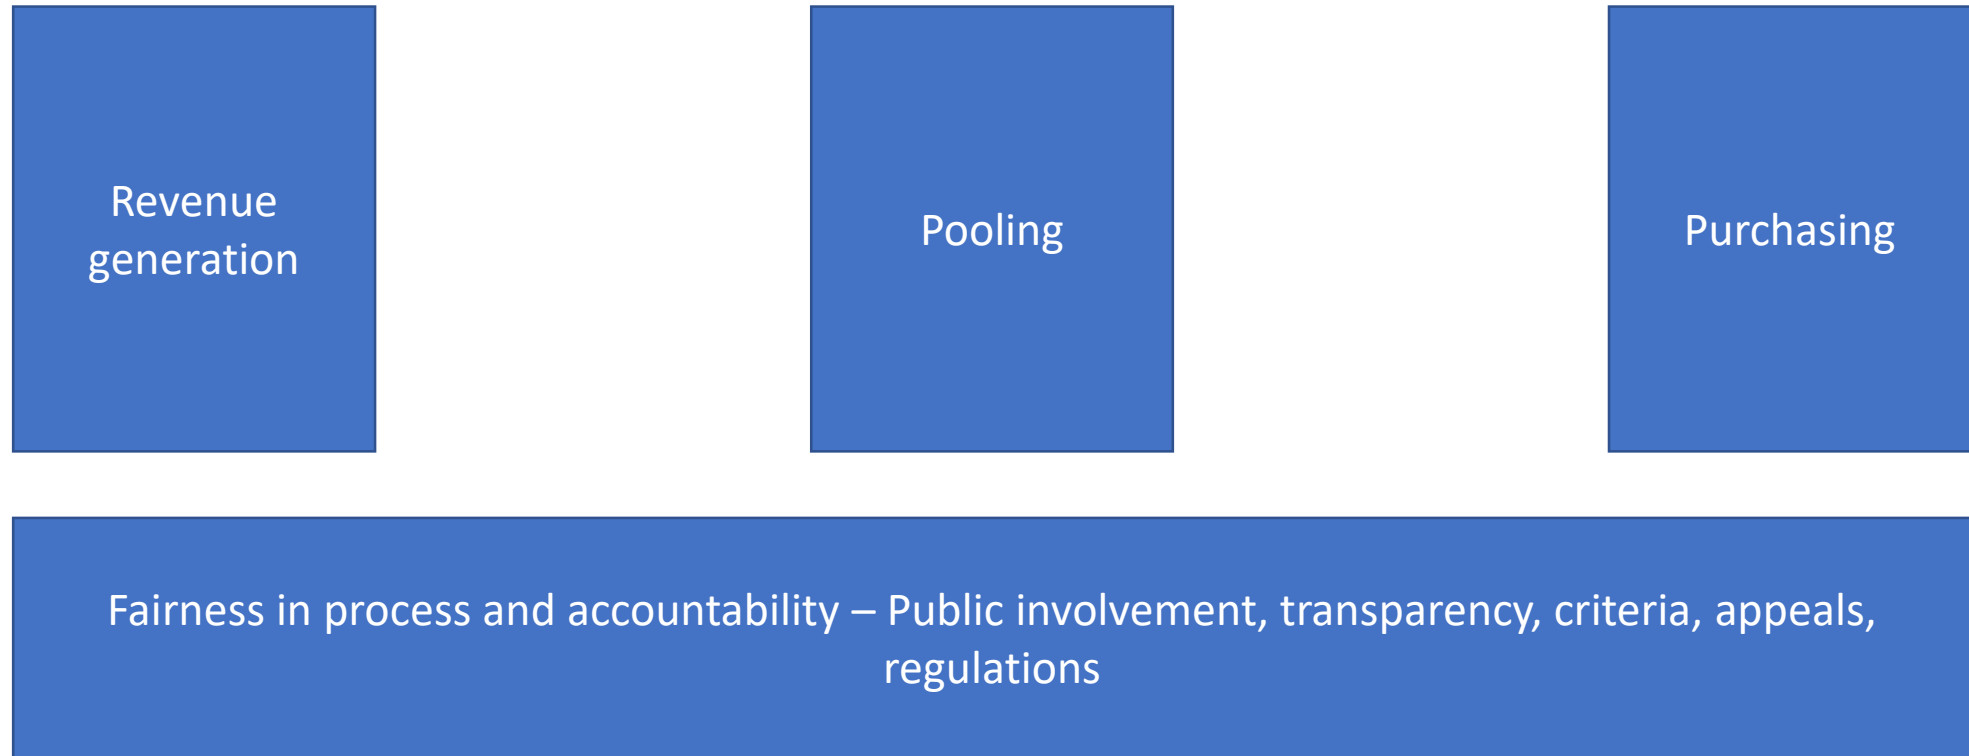 Revenue
generation
Pooling
Purchasing
Fairness in process and accountability – Public involvement, transparency, criteria, appeals,
regulations